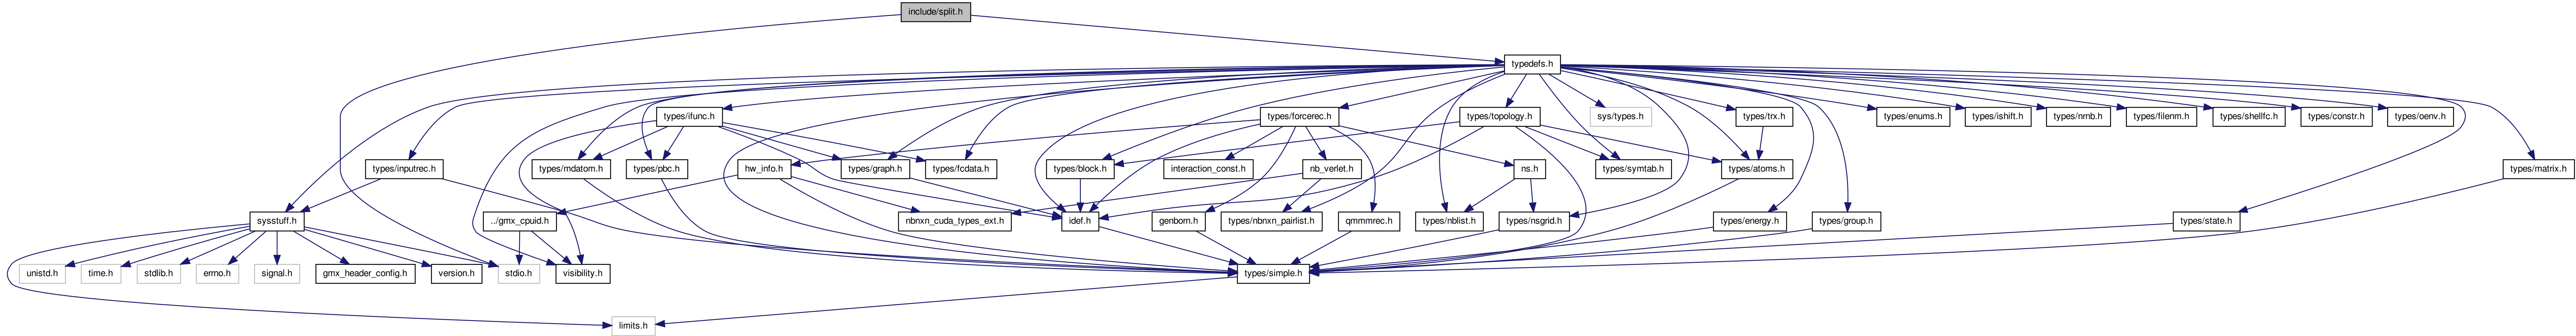 include/split.h
typedefs.h
types/ifunc.h
types/forcerec.h
types/topology.h
sys/types.h
types/trx.h
types/enums.h
types/ishift.h
types/nrnb.h
types/filenm.h
types/shellfc.h
types/constr.h
types/oenv.h
types/inputrec.h
types/mdatom.h
types/pbc.h
hw_info.h
types/graph.h
types/fcdata.h
types/block.h
interaction_const.h
nb_verlet.h
ns.h
types/symtab.h
types/atoms.h
types/matrix.h
sysstuff.h
../gmx_cpuid.h
nbnxn_cuda_types_ext.h
idef.h
genborn.h
types/nbnxn_pairlist.h
qmmmrec.h
types/nblist.h
types/nsgrid.h
types/energy.h
types/group.h
types/state.h
unistd.h
time.h
stdlib.h
errno.h
signal.h
gmx_header_config.h
version.h
stdio.h
visibility.h
types/simple.h
limits.h